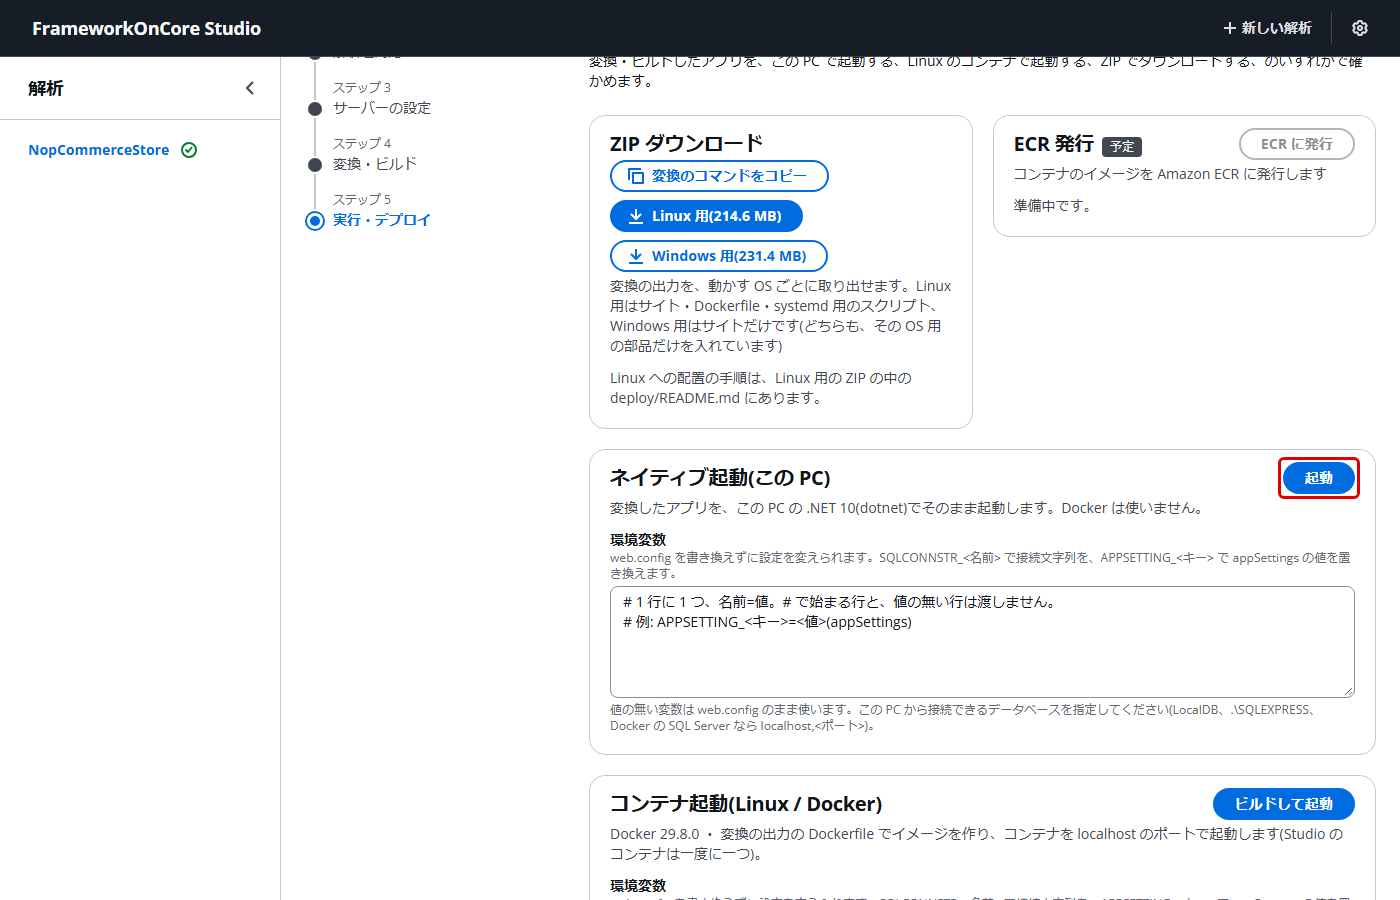 FrameworkOnCore Studio
新しい解析
解析
NopCommerceStore
ステップ 3
サーバーの設定
ステップ 4
変換・ビルド
ステップ 5
実行・デプロイ
変換・ビルドしたアプリを、この PC で起動する、Linux のコンテナで起動する、ZIP でダウンロードする、のいずれかで確
かめます。
ZIP ダウンロード
変換のコマンドをコピー
Linux 用(214.6 MB)
Windows 用(231.4 MB)
変換の出力を、動かす OS ごとに取り出せます。Linux
用はサイト・Dockerfile・systemd 用のスクリプト、
Windows 用はサイトだけです(どちらも、その OS 用
の部品だけを入れています)
Linux への配置の手順は、Linux 用の ZIP の中の
deploy/README.md にあります。
ECR 発行 予定
ECR に発行
コンテナのイメージを Amazon ECR に発行します
準備中です。
ネイティブ起動(この PC)
起動
変換したアプリを、この PC の .NET 10(dotnet)でそのまま起動します。Docker は使いません。
環境変数
web.config を書き換えずに設定を変えられます。SQLCONNSTR_<名前> で接続文字列を、APPSETTING_<キー> で appSettings の値を置
き換えます。
# 1 行に 1 つ、名前=値。# で始まる行と、値の無い行は渡しません。
# 例: APPSETTING_<キー>=<値>(appSettings)
値の無い変数は web.config のまま使います。この PC から接続できるデータベースを指定してください(LocalDB、.\SQLEXPRESS、
Docker の SQL Server なら localhost,<ポート>)。
コンテナ起動(Linux / Docker)
ビルドして起動
Docker 29.8.0 ・ 変換の出力の Dockerfile でイメージを作り、コンテナを localhost のポートで起動します(Studio の
コンテナは一度に一つ)。
環境変数